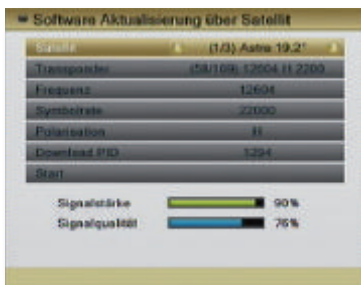 Software Aktualisierung über Satellit
Satellit (1/3) Astra 19.2°
Transponder (58/109) 12604 H 2200
Frequenz 12604
Symbolrate 22000
Polarisation H
Download PID 1294
Start
Signalstärke 90%
Signalqualität 76%